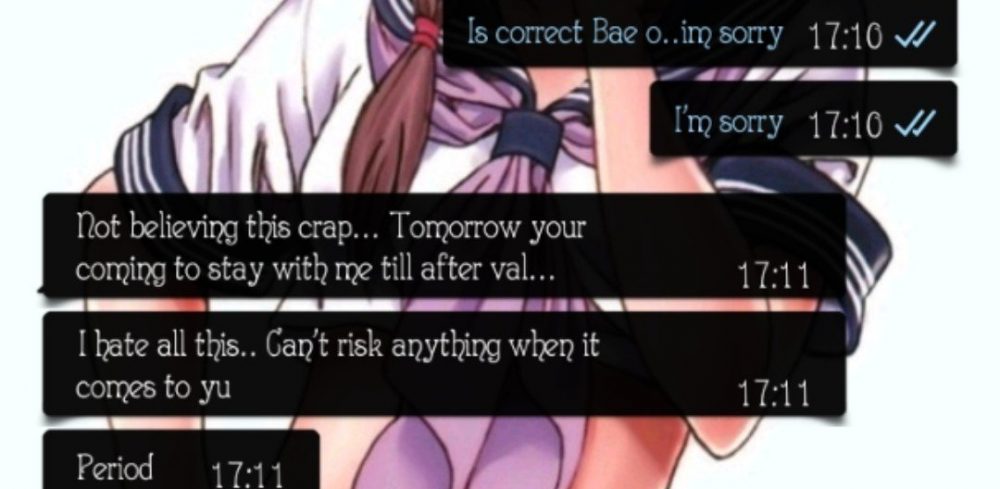 Is correct Bae o..im sorry 17:10
I'm sorry 17:10
Not believing this crap... Tomorrow your
coming to stay with me till after val...
17:11
I hate all this.. Can't risk anything when it
comes to yu
17:11
Period 17:11